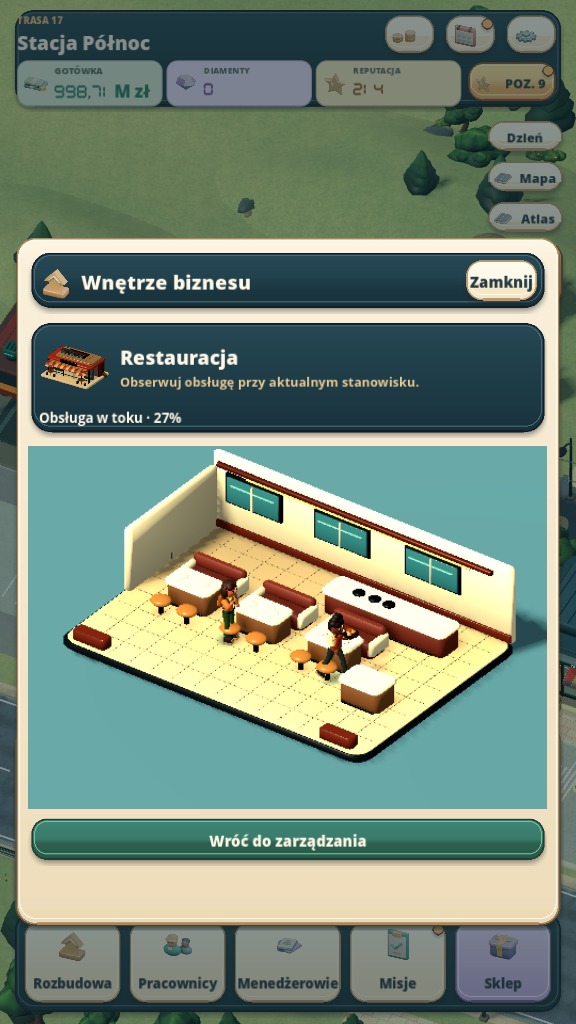 TRASA 17
Stacja Północ
GOTÓWKA
998,71 M zł
DIAMENTY
0
REPUTACJA
POZ. 9
Dzień
Mapa
Atlas
Wnętrze biznesu
Zamknij
Restauracja
Obserwuj obsługę przy aktualnym stanowisku.
Obsługa w toku · 27%
Wróć do zarządzania
Rozbudowa
Pracownicy
Menedżerowie
Misje
Sklep